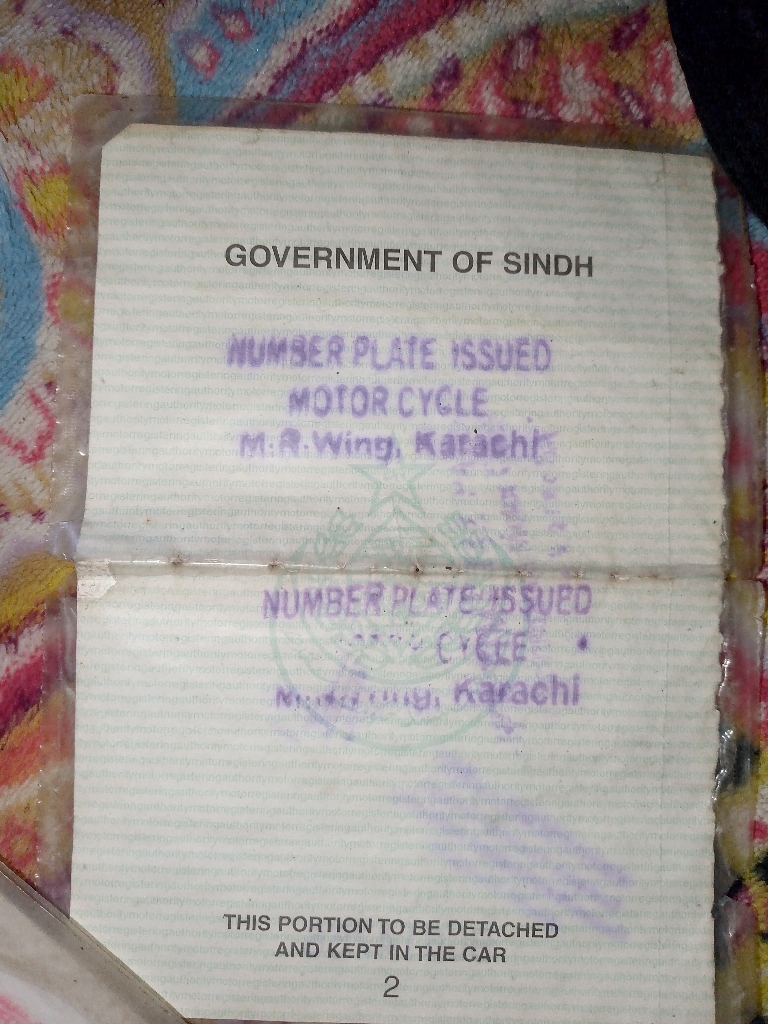 GOVERNMENT OF SINDH
NUMBER PLATE ISSUED
MOTOR CYCLE
M.R.Wing, Karachi
NUMBER PLATE ISSUED
CYCLE
Karachi
THIS PORTION TO BE DETACHED
AND KEPT IN THE CAR
2